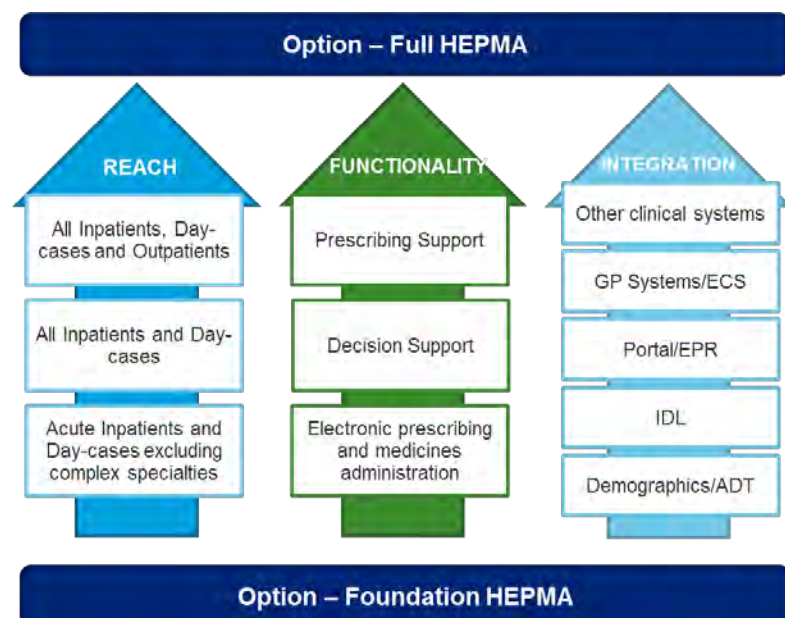 Option – Full HEPMA
REACH
All Inpatients, Day-
cases and Outpatients
All Inpatients and Day-
cases
Acute Inpatients and
Day-cases excluding
complex specialties
FUNCTIONALITY
Prescribing Support
Decision Support
Electronic prescribing
and medicines
administration
INTEGRATION
Other clinical systems
GP Systems/ECS
Portal/EPR
IDL
Demographics/ADT
Option – Foundation HEPMA